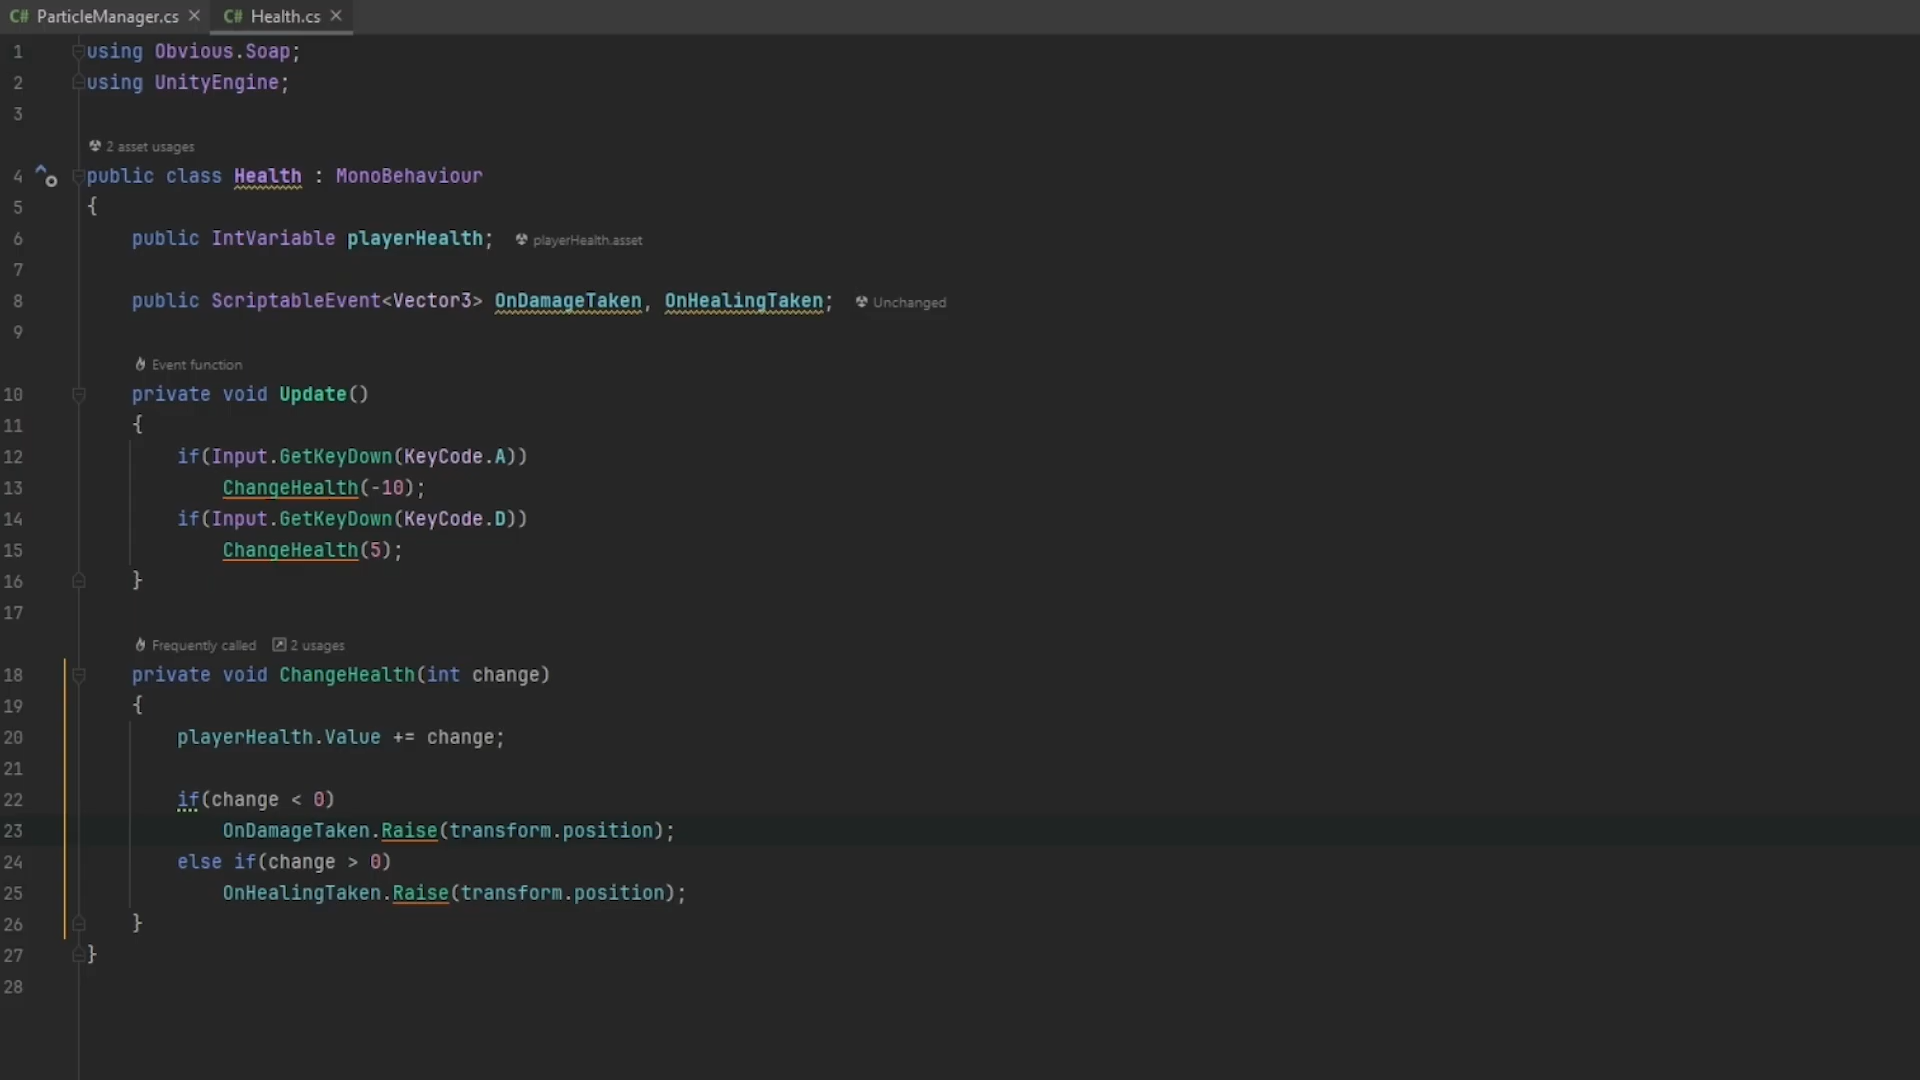 C# ParticleManager.cs × C# Health.cs ×
1 using Obvious.Soap;
2 using UnityEngine;
3
2 asset usages
4 public class Health : MonoBehaviour
5 {
6 public IntVariable playerHealth; playerHealth.asset
7
8 public ScriptableEvent<Vector3> OnDamageTaken, OnHealingTaken; Unchanged
9
Event function
10 private void Update()
11 {
12 if(Input.GetKeyDown(KeyCode.A))
13 ChangeHealth(-10);
14 if(Input.GetKeyDown(KeyCode.D))
15 ChangeHealth(5);
16 }
17
Frequently called 2 usages
18 private void ChangeHealth(int change)
19 {
20 playerHealth.Value += change;
21
22 if(change < 0)
23 OnDamageTaken.Raise(transform.position);
24 else if(change > 0)
25 OnHealingTaken.Raise(transform.position);
26 }
27 }
28